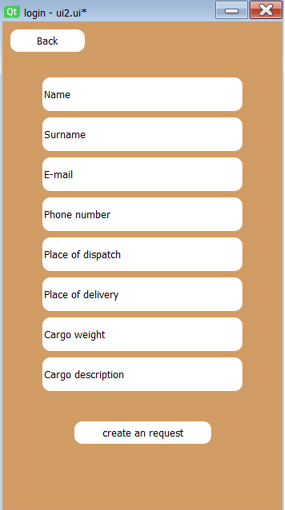 Qt login - ui2.ui*
Back
Name
Surname
E-mail
Phone number
Place of dispatch
Place of delivery
Cargo weight
Cargo description
create an request